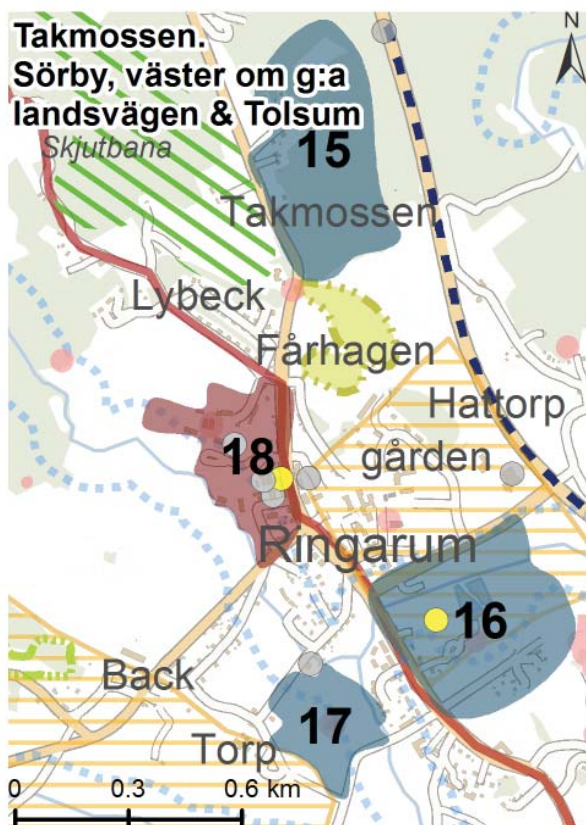 Takmossen.
Sörby, väster om g:a
landsvägen & Tolsum
N
Skjutbana
15
Takmossen
Lybeck
Fårhagen
Hattorp
18
gården
Ringarum
16
Back
17
Torp
0 0.3 0.6 km